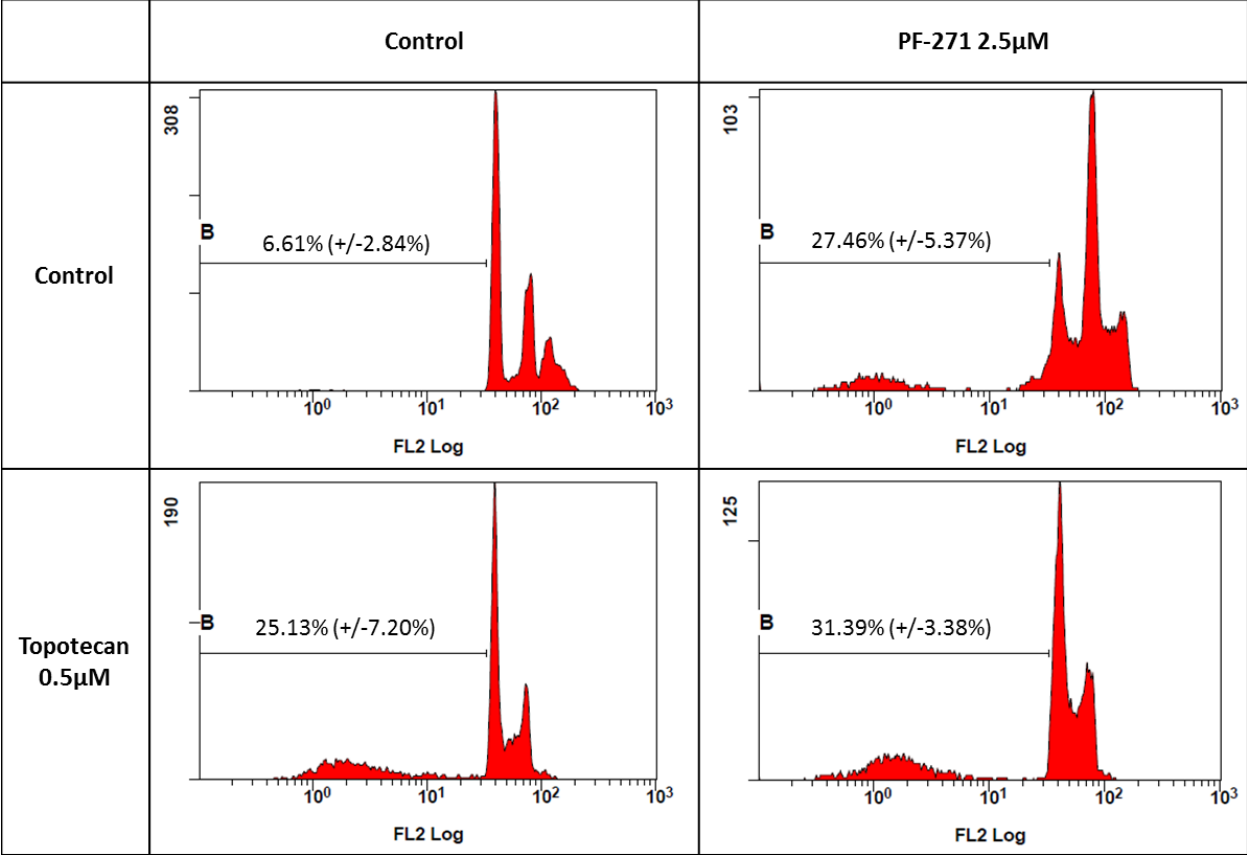 Control
PF-271 2.5µM
Control
308
B
6.61% (+/-2.84%)
10⁰ 10¹ 10² 10³
FL2 Log
103
B
27.46% (+/-5.37%)
10⁰ 10¹ 10² 10³
FL2 Log
Topotecan
0.5µM
190
B
25.13% (+/-7.20%)
10⁰ 10¹ 10² 10³
FL2 Log
125
B
31.39% (+/-3.38%)
10⁰ 10¹ 10² 10³
FL2 Log